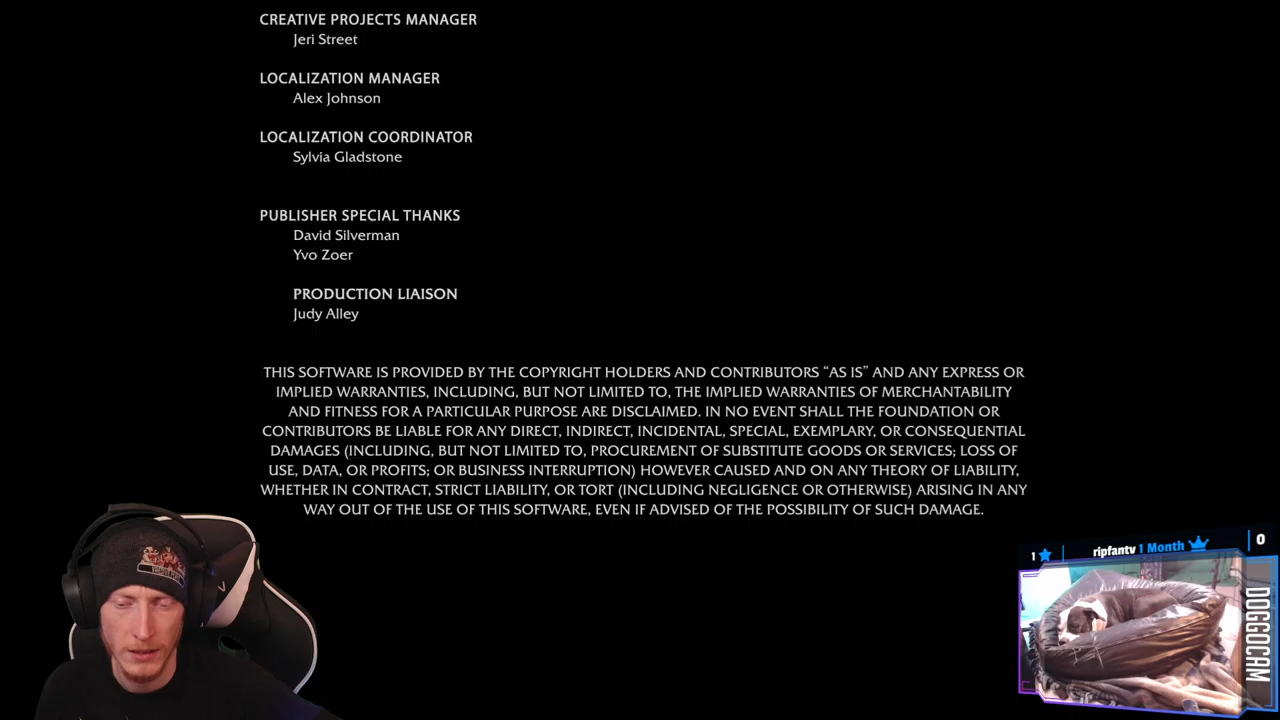 CREATIVE PROJECTS MANAGER
Jeri Street
LOCALIZATION MANAGER
Alex Johnson
LOCALIZATION COORDINATOR
Sylvia Gladstone
PUBLISHER SPECIAL THANKS
David Silverman
Yvo Zoer
PRODUCTION LIAISON
Judy Alley
THIS SOFTWARE IS PROVIDED BY THE COPYRIGHT HOLDERS AND CONTRIBUTORS “AS IS” AND ANY EXPRESS OR
IMPLIED WARRANTIES, INCLUDING, BUT NOT LIMITED TO, THE IMPLIED WARRANTIES OF MERCHANTABILITY
AND FITNESS FOR A PARTICULAR PURPOSE ARE DISCLAIMED. IN NO EVENT SHALL THE FOUNDATION OR
CONTRIBUTORS BE LIABLE FOR ANY DIRECT, INDIRECT, INCIDENTAL, SPECIAL, EXEMPLARY, OR CONSEQUENTIAL
DAMAGES (INCLUDING, BUT NOT LIMITED TO, PROCUREMENT OF SUBSTITUTE GOODS OR SERVICES; LOSS OF
USE, DATA, OR PROFITS; OR BUSINESS INTERRUPTION) HOWEVER CAUSED AND ON ANY THEORY OF LIABILITY,
WHETHER IN CONTRACT, STRICT LIABILITY, OR TORT (INCLUDING NEGLIGENCE OR OTHERWISE) ARISING IN ANY
WAY OUT OF THE USE OF THIS SOFTWARE, EVEN IF ADVISED OF THE POSSIBILITY OF SUCH DAMAGE.
1 ripfantv 1 Month 0
DOGGOCAM